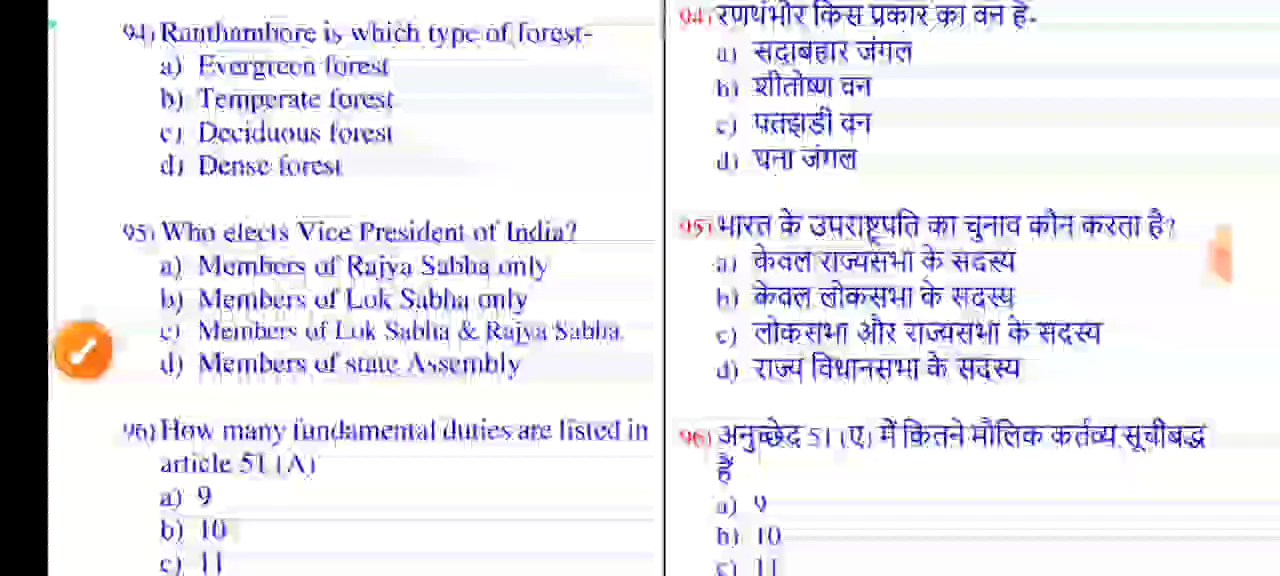 94) Ranthambore is which type of forest-
a) Evergreen forest
b) Temperate forest
c) Deciduous forest
d) Dense forest
95) Who elects Vice President of India?
a) Members of Rajya Sabha only
b) Members of Lok Sabha only
c) Members of Lok Sabha & Rajya Sabha.
d) Members of state Assembly
96) How many fundamental duties are listed in
article 51 (A)
a) 9
b) 10
c) 11
94) रणथंभौर किस प्रकार का वन है-
a) सदाबहार जंगल
b) शीतोष्ण वन
c) पतझड़ी वन
d) घना जंगल
95) भारत के उपराष्ट्रपति का चुनाव कौन करता है?
a) केवल राज्यसभा के सदस्य
b) केवल लोकसभा के सदस्य
c) लोकसभा और राज्यसभा के सदस्य
d) राज्य विधानसभा के सदस्य
96) अनुच्छेद 51 (ए) में कितने मौलिक कर्तव्य सूचीबद्ध
हैं
a) 9
b) 10
c) 11